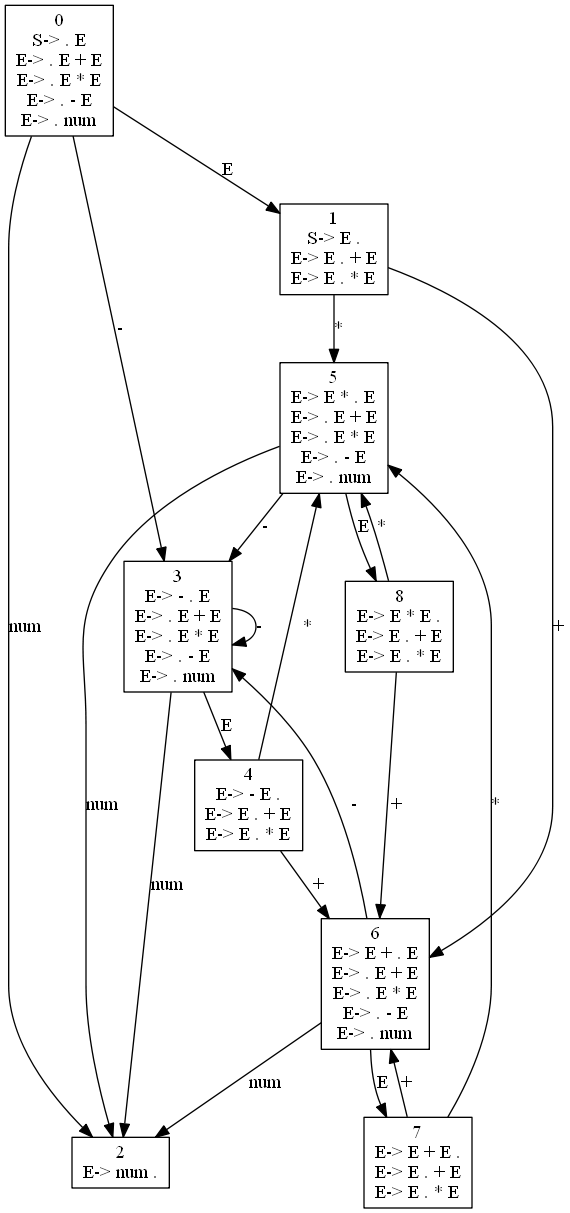 0
S-> . E
E-> . E + E
E-> . E * E
E-> . - E
E-> . num
E
1
S-> E .
E-> E . + E
E-> E . * E
-
*
5
E-> E * . E
E-> . E + E
E-> . E * E
E-> . - E
E-> . num
-
E
*
3
E-> - . E
E-> . E + E
E-> . E * E
E-> . - E
E-> . num
-
8
E-> E * E .
E-> E . + E
E-> E . * E
num
*
+
E
4
E-> - E .
E-> E . + E
E-> E . * E
num
-
+
*
num
+
6
E-> E + . E
E-> . E + E
E-> . E * E
E-> . - E
E-> . num
num
E
+
2
E-> num .
7
E-> E + E .
E-> E . + E
E-> E . * E